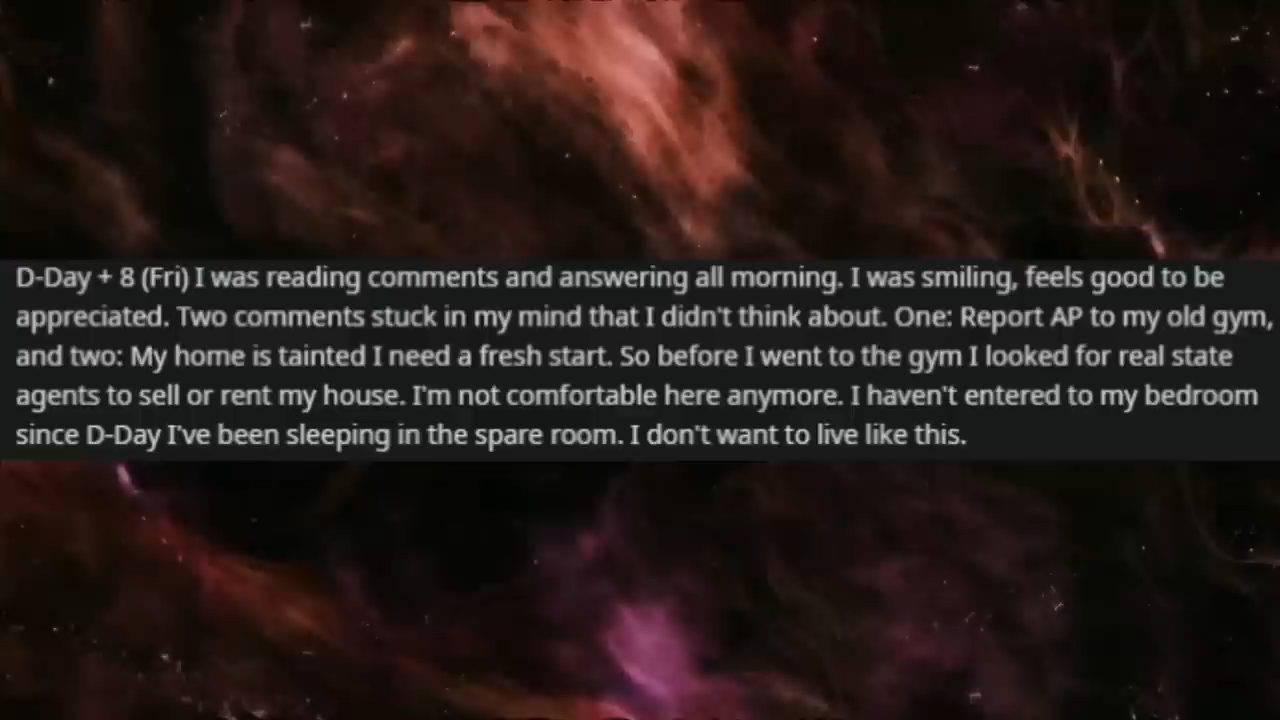 D-Day + 8 (Fri) I was reading comments and answering all morning. I was smiling, feels good to be
appreciated. Two comments stuck in my mind that I didn't think about. One: Report AP to my old gym,
and two: My home is tainted I need a fresh start. So before I went to the gym I looked for real state
agents to sell or rent my house. I'm not comfortable here anymore. I haven't entered to my bedroom
since D-Day I've been sleeping in the spare room. I don't want to live like this.